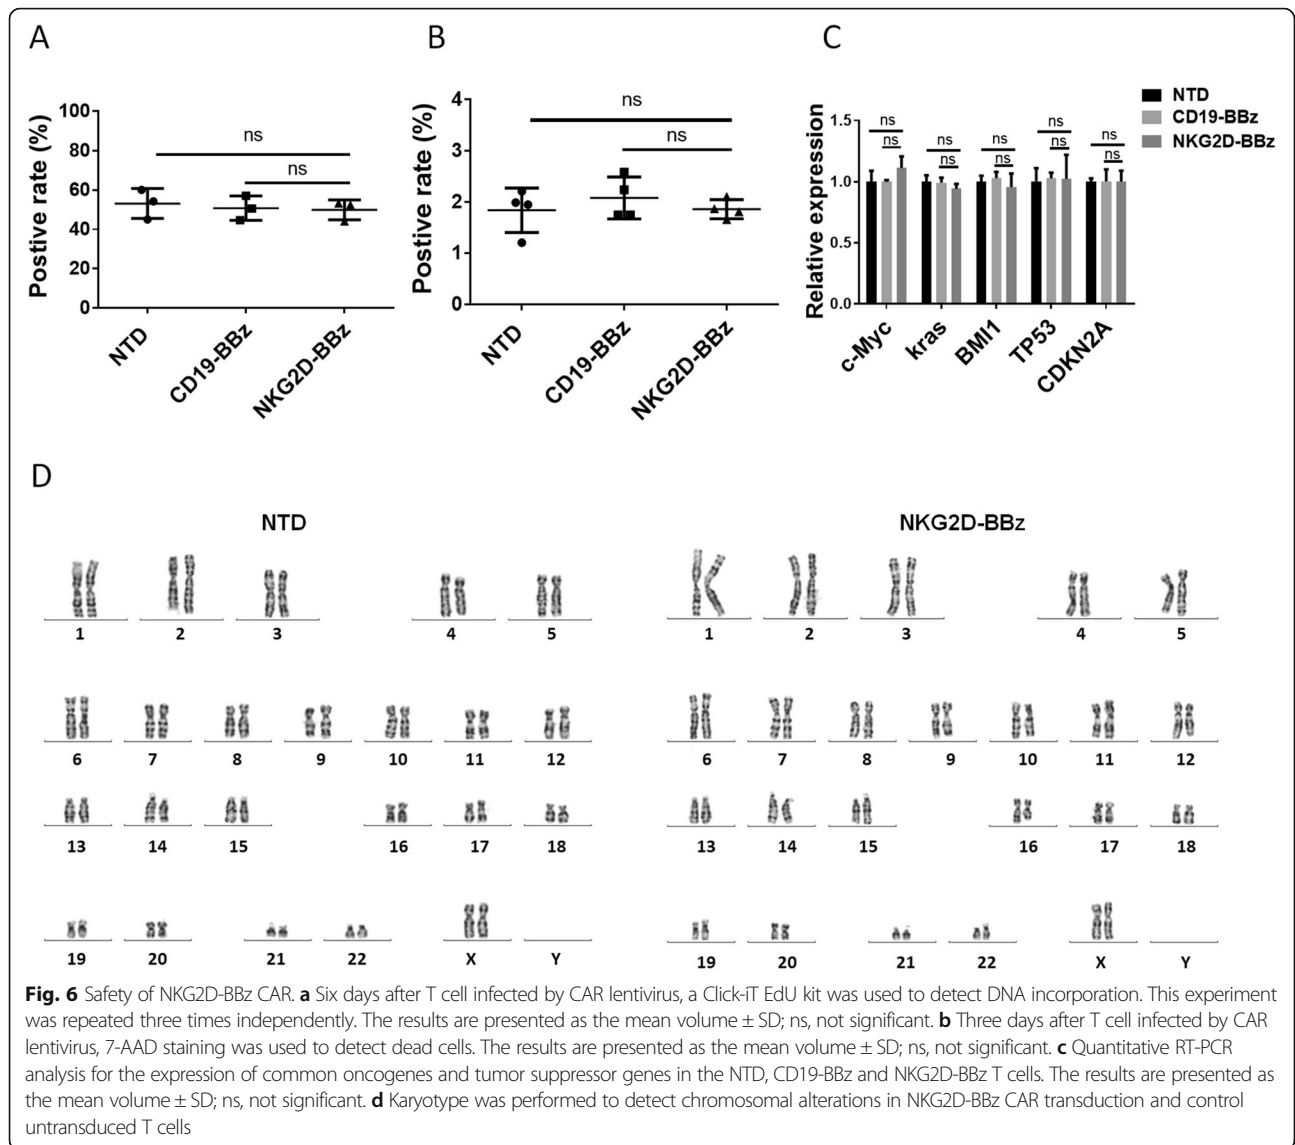 A
Postive rate (%)
100
80
60
40
20
0
ns
ns
NTD
CD19-BBz
NKG2D-BBz
B
Postive rate (%)
4
3
2
1
0
ns
ns
NTD
CD19-BBz
NKG2D-BBz
C
NTD
CD19-BBz
NKG2D-BBz
Relative expression
1.5
1.0
0.5
0.0
ns
ns
ns
ns
ns
ns
ns
ns
ns
ns
c-Myc
kras
BMI1
TP53
CDKN2A
D
NTD
1 2 3 4 5
6 7 8 9 10 11 12
13 14 15 16 17 18
19 20 21 22 X Y
NKG2D-BBz
1 2 3 4 5
6 7 8 9 10 11 12
13 14 15 16 17 18
19 20 21 22 X Y
Fig. 6 Safety of NKG2D-BBz CAR. a Six days after T cell infected by CAR lentivirus, a Click-iT EdU kit was used to detect DNA incorporation. This experiment
was repeated three times independently. The results are presented as the mean volume ± SD; ns, not significant. b Three days after T cell infected by CAR
lentivirus, 7-AAD staining was used to detect dead cells. The results are presented as the mean volume ± SD; ns, not significant. c Quantitative RT-PCR
analysis for the expression of common oncogenes and tumor suppressor genes in the NTD, CD19-BBz and NKG2D-BBz T cells. The results are presented as
the mean volume ± SD; ns, not significant. d Karyotype was performed to detect chromosomal alterations in NKG2D-BBz CAR transduction and control
untransduced T cells